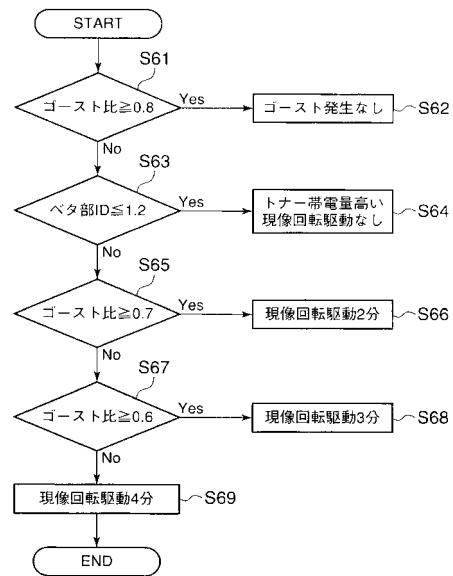 START
S61
ゴースト比≧0.8
Yes
ゴースト発生なし
S62
No
S63
ベタ部ID≦1.2
Yes
トナー帯電量高い
現像回転駆動なし
S64
No
S65
ゴースト比≧0.7
Yes
現像回転駆動2分
S66
No
S67
ゴースト比≧0.6
Yes
現像回転駆動3分
S68
No
現像回転駆動4分
S69
END